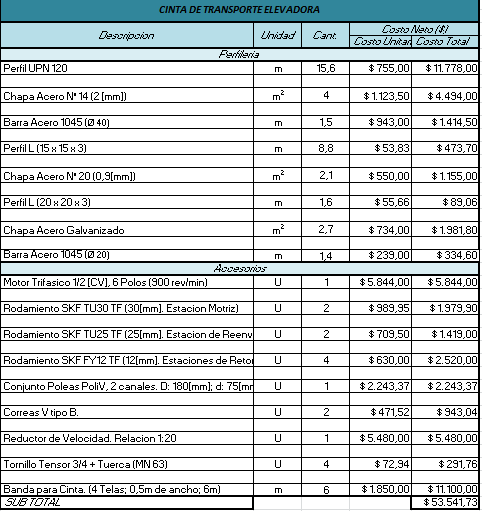 CINTA DE TRANSPORTE ELEVADORA
Descripcion Unidad Cant. Costo Neto ($)
Costo Unitar Costo Total
Perfileria
Perfil UPN 120 m 15,6 $ 755,00 $ 11.778,00
Chapa Acero Nº 14 (2 [mm]) m² 4 $ 1.123,50 $ 4.494,00
Barra Acero 1045 (Ø 40) m 1,5 $ 943,00 $ 1.414,50
Perfil L (15 x 15 x 3) m 8,8 $ 53,83 $ 473,70
Chapa Acero Nº 20 (0,9[mm]) m² 2,1 $ 550,00 $ 1.155,00
Perfil L (20 x 20 x 3) m 1,6 $ 55,66 $ 89,06
Chapa Acero Galvanizado m² 2,7 $ 734,00 $ 1.981,80
Barra Acero 1045 (Ø 20) m 1,4 $ 239,00 $ 334,60
Accesorios
Motor Trifasico 1/2 [CV], 6 Polos (900 rev/min) U 1 $ 5.844,00 $ 5.844,00
Rodamiento SKF TU30 TF (30[mm]. Estacion Motriz) U 2 $ 989,95 $ 1.979,90
Rodamiento SKF TU25 TF (25[mm]. Estacion de Reenv U 2 $ 709,50 $ 1.419,00
Rodamiento SKF FY12 TF (12[mm]. Estaciones de Retor U 4 $ 630,00 $ 2.520,00
Conjunto Poleas PoliV, 2 canales. D: 180[mm]; d: 75[mr U 1 $ 2.243,37 $ 2.243,37
Correas V tipo B. U 2 $ 471,52 $ 943,04
Reductor de Velocidad. Relacion 1:20 U 1 $ 5.480,00 $ 5.480,00
Tornillo Tensor 3/4 + Tuerca (MN 63) U 4 $ 72,94 $ 291,76
Banda para Cinta. (4 Telas; 0,5m de ancho; 6m) m 6 $ 1.850,00 $ 11.100,00
SUB TOTAL $ 53.541,73